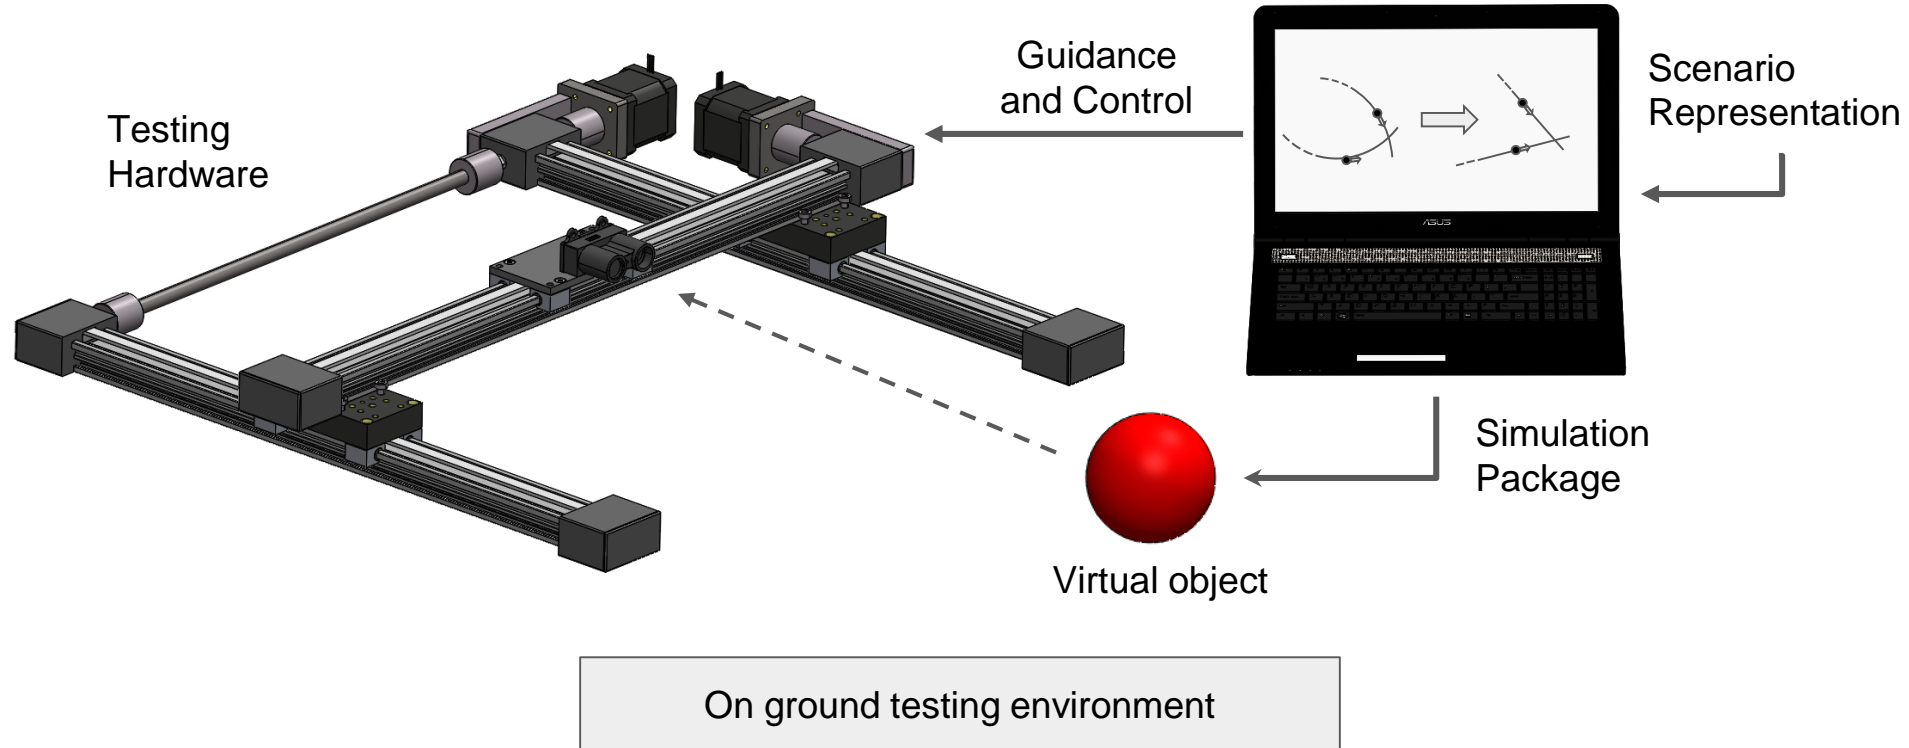 Guidance
and Control
Scenario
Representation
Testing
Hardware
ASUS
Simulation
Package
Virtual object
On ground testing environment